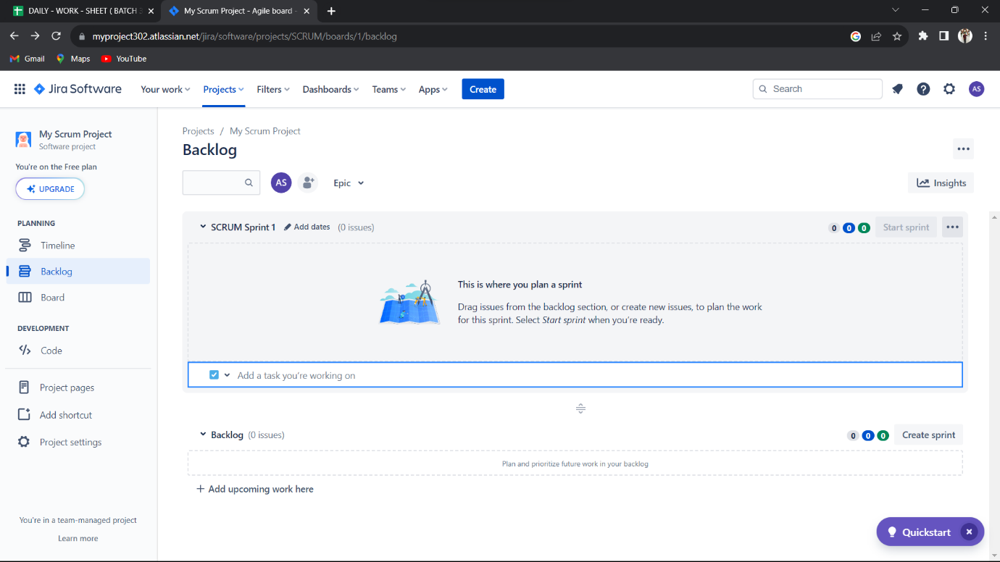 DAILY - WORK - SHEET ( BATCH 3
My Scrum Project - Agile board -
myproject302.atlassian.net/jira/software/projects/SCRUM/boards/1/backlog
Gmail
Maps
YouTube
Jira Software
Your work
Projects
Filters
Dashboards
Teams
Apps
Create
Search
AS
My Scrum Project
Software project
You're on the Free plan
UPGRADE
PLANNING
Timeline
Backlog
Board
DEVELOPMENT
Code
Project pages
Add shortcut
Project settings
You're in a team-managed project
Learn more
Projects / My Scrum Project
Backlog
AS
Epic
Insights
SCRUM Sprint 1 Add dates (0 issues)
0 0 0 Start sprint
This is where you plan a sprint
Drag issues from the backlog section, or create new issues, to plan the work
for this sprint. Select Start sprint when you're ready.
Add a task you're working on
Backlog (0 issues)
0 0 0 Create sprint
Plan and prioritize future work in your backlog
+ Add upcoming work here
Quickstart